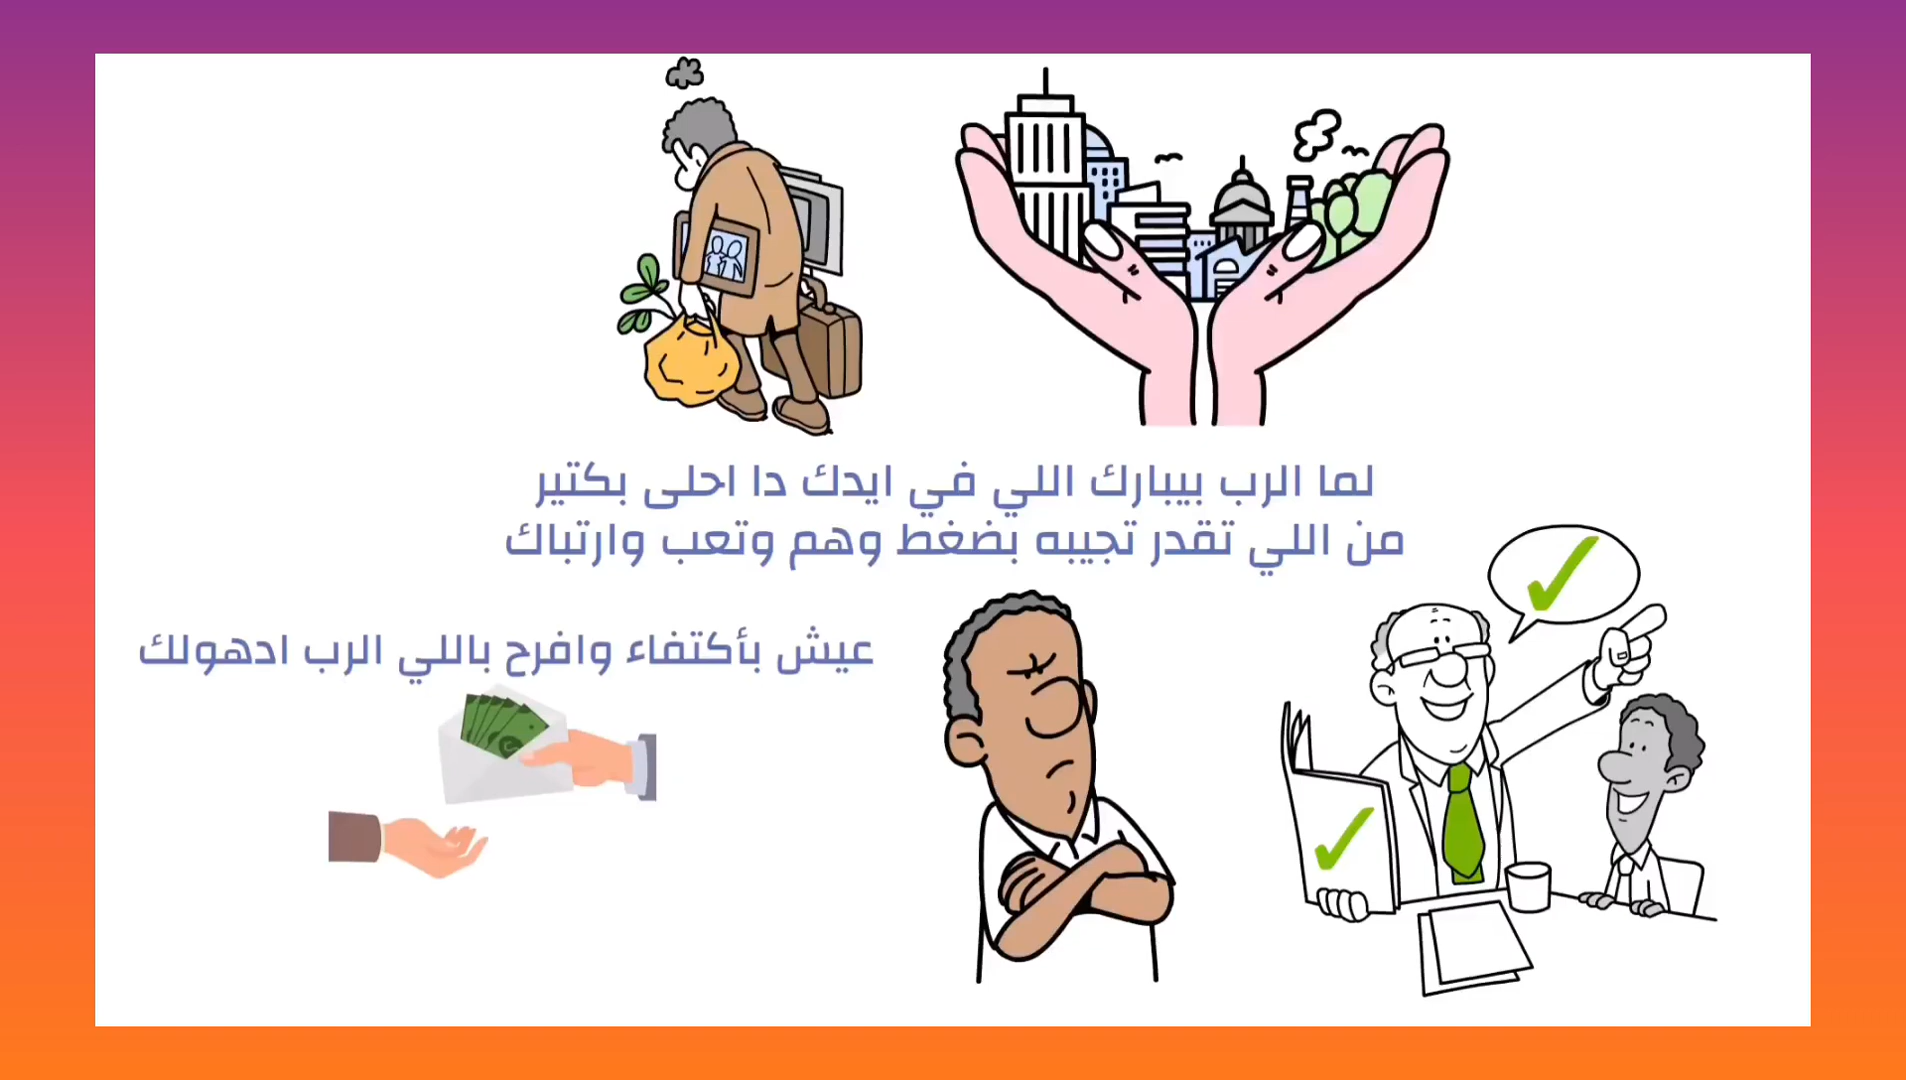 لما الرب بيبارك اللي في ايدك دا احلى بكتير
من اللي تقدر تجيبه بضغط وهم وتعب وارتباك
عيش بأكتفاء وافرح باللي الرب ادهولك